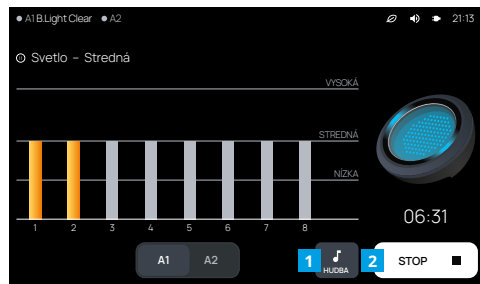 A1 B.Light Clear A2 21:13
Svetlo – Stredná
VYSOKÁ
STREDNÁ
NÍZKA
1 2 3 4 5 6 7 8
06:31
A1 A2
1 HUDBA 2 STOP